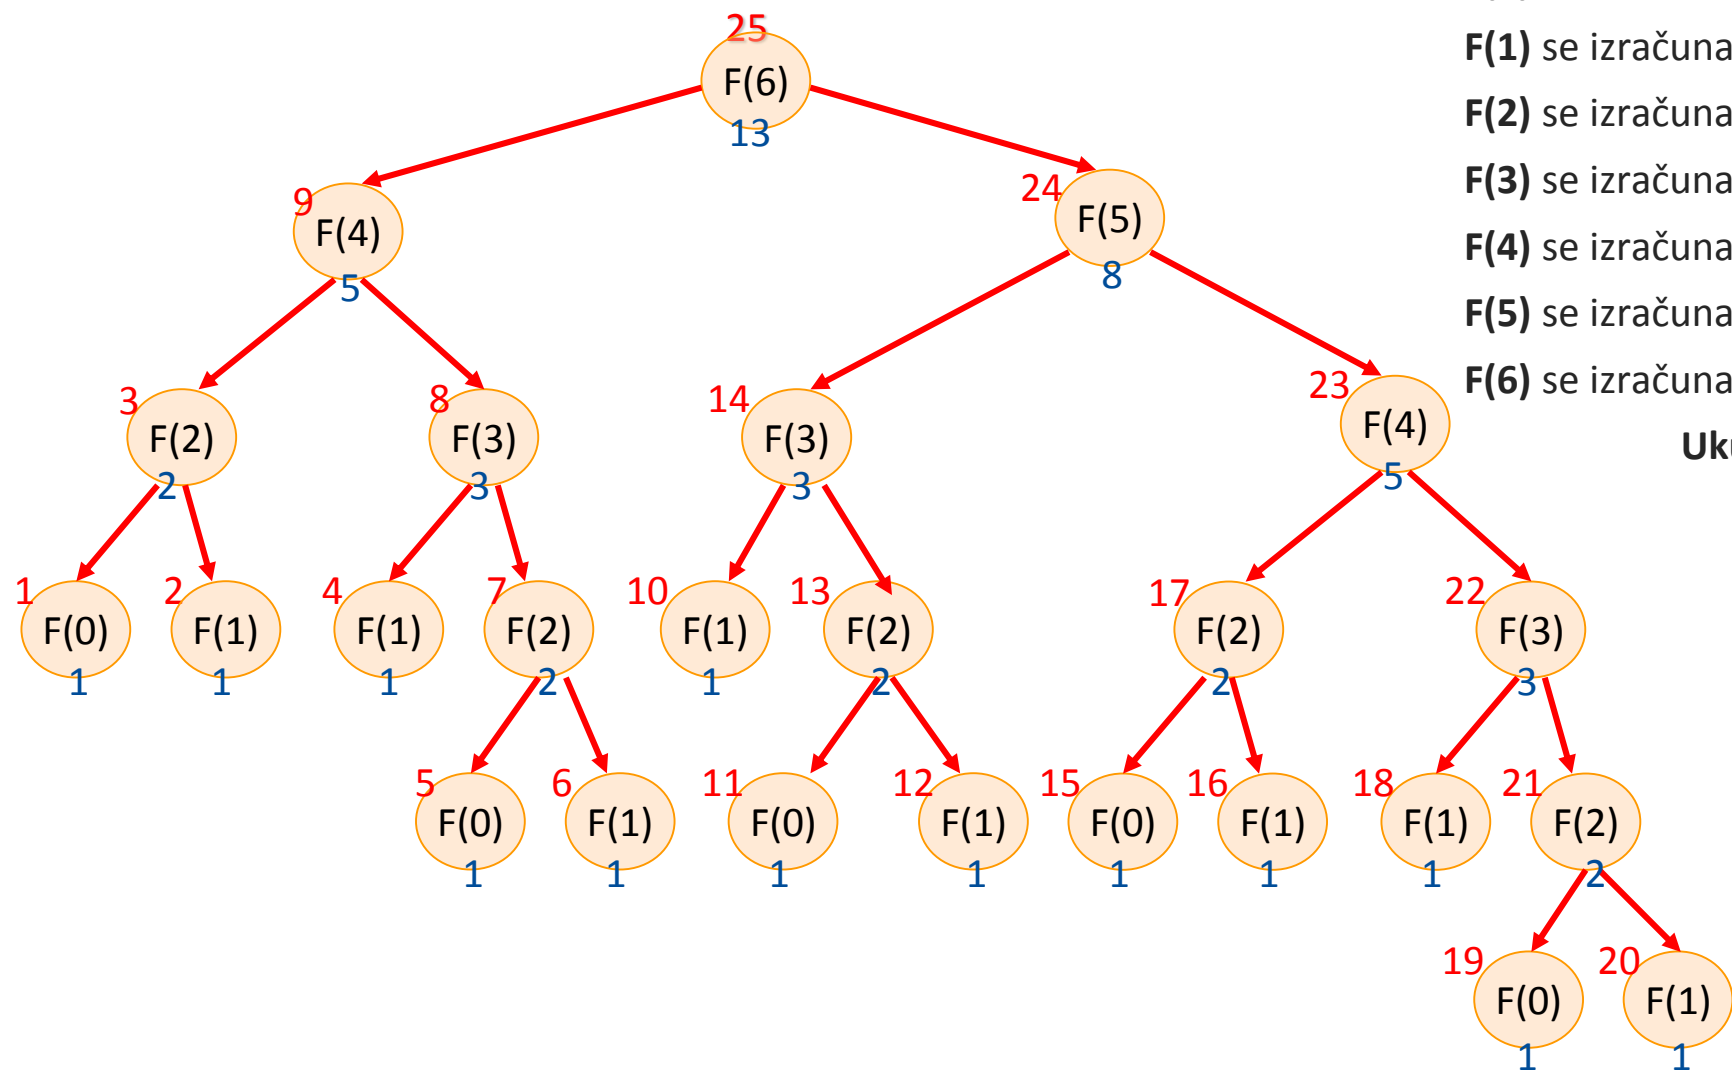 25
F(6)
13
F(1) se izračuna
F(2) se izračuna
F(3) se izračuna
F(4) se izračuna
F(5) se izračuna
F(6) se izračuna
9
F(4)
5
24
F(5)
8
3
F(2)
2
8
F(3)
3
14
F(3)
3
23
F(4)
5
1
F(0)
1
2
F(1)
1
4
F(1)
1
7
F(2)
2
10
F(1)
1
13
F(2)
2
17
F(2)
2
22
F(3)
3
5
F(0)
1
6
F(1)
1
11
F(0)
1
12
F(1)
1
15
F(0)
1
16
F(1)
1
18
F(1)
1
21
F(2)
2
19
F(0)
1
20
F(1)
1